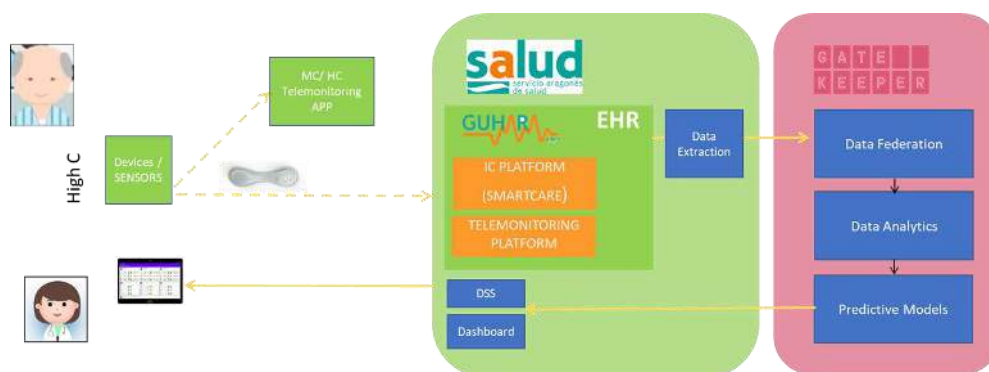 High C
Devices /
SENSORS
MC/ HC
Telemonitoring
APP
salud
servicio aragonés
de salud
GUHARA
EHR
IC PLATFORM
(SMARTCARE)
TELEMONITORING
PLATFORM
DSS
Dashboard
Data
Extraction
GATE
KEEPER
Data Federation
Data Analytics
Predictive Models